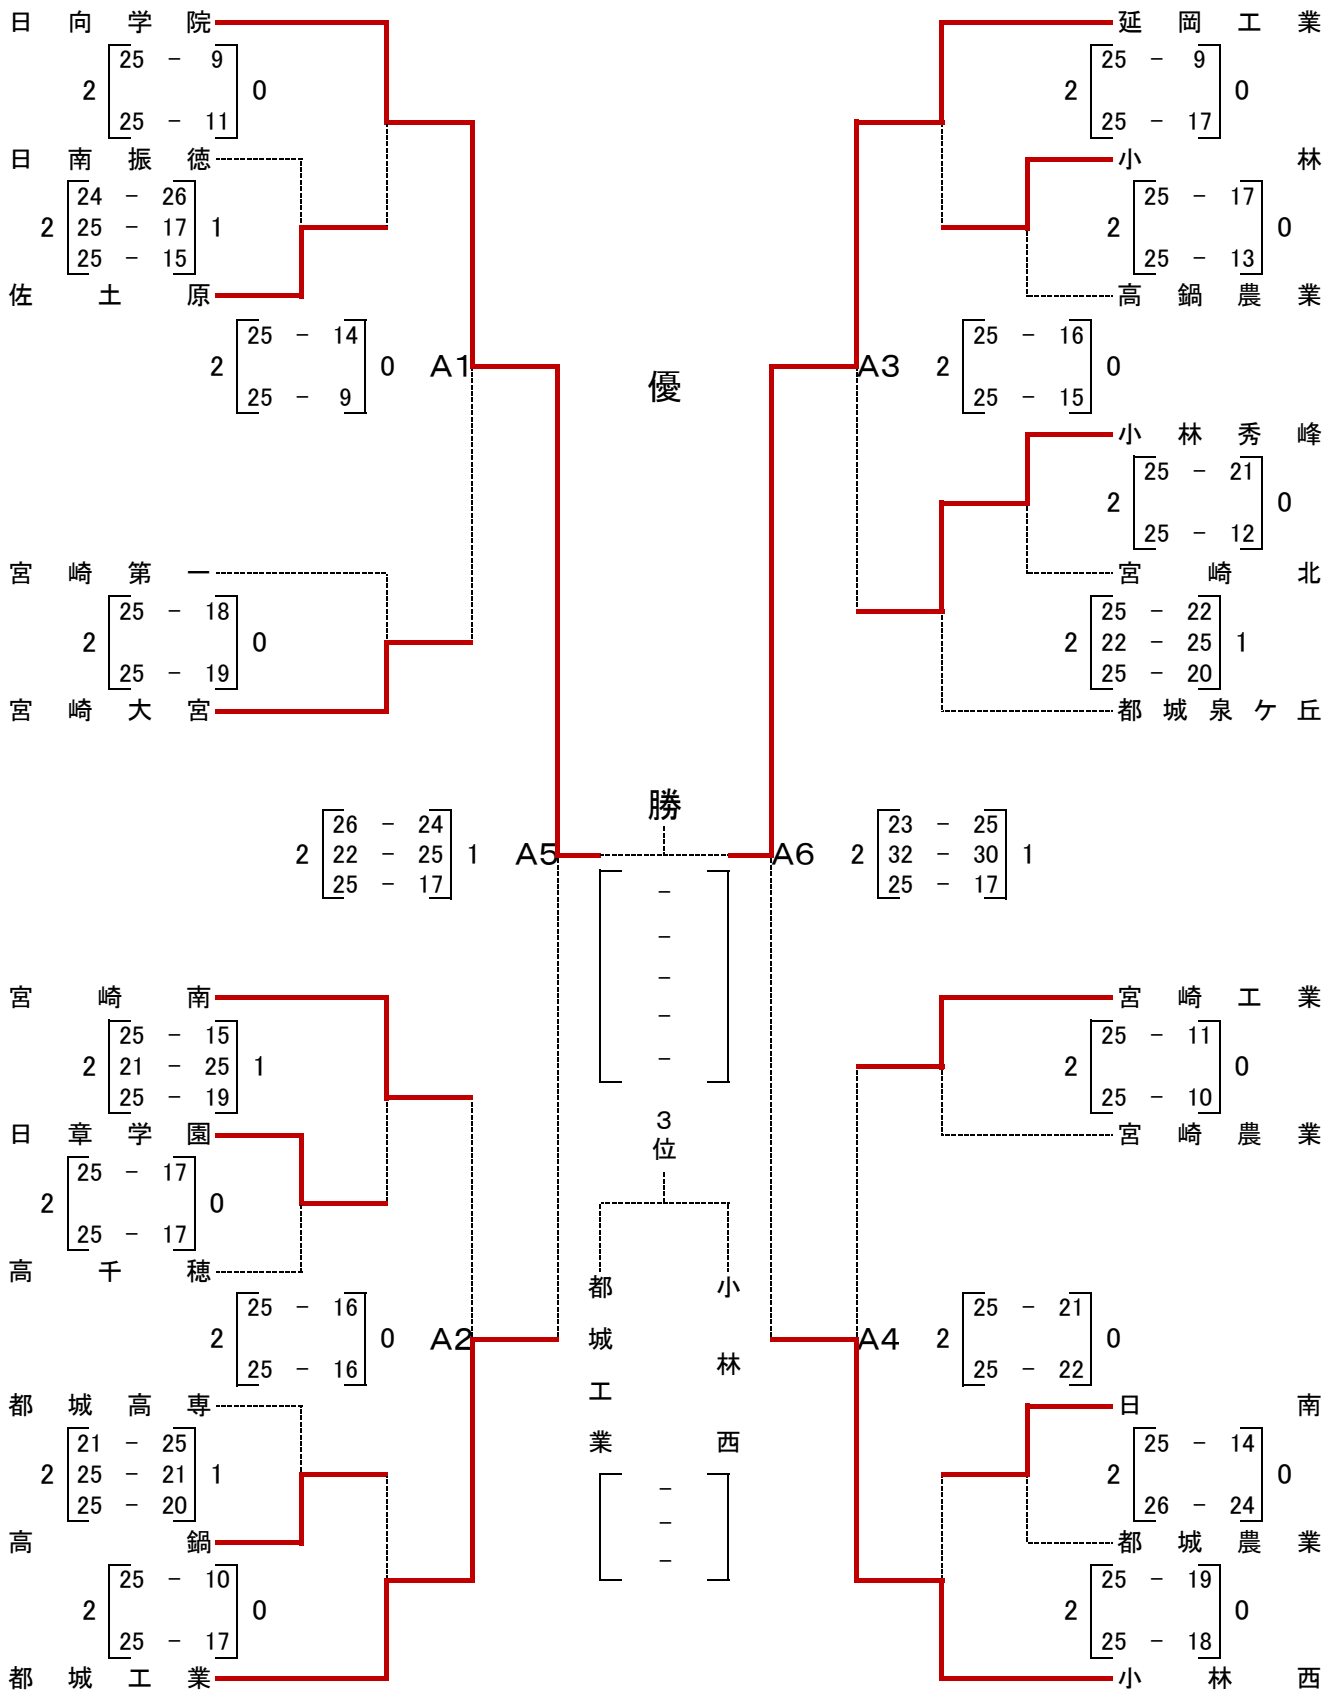 日向学院
25 − 9
2 0
25 − 11
日南振徳
24 − 26
2 25 − 17 1
25 − 15
佐土原
25 − 14
2 0 A1
25 − 9
宮崎第一
25 − 18
2 0
25 − 19
宮崎大宮
26 − 24
2 22 − 25 1 A5
25 − 17
宮崎南
25 − 15
2 21 − 25 1
25 − 19
日章学園
25 − 17
2 0
25 − 17
高千穂
25 − 16
2 0 A2
25 − 16
都城高専
21 − 25
2 25 − 21 1
25 − 20
高鍋
25 − 10
2 0
25 − 17
都城工業
優
勝
−
−
−
−
−
3
位
都城工業
小林西
−
−
−
延岡工業
25 − 9
2 0
25 − 17
小林
25 − 17
2 0
25 − 13
高鍋農業
25 − 16
A3 2 0
25 − 15
小林秀峰
25 − 21
2 0
25 − 12
宮崎北
25 − 22
2 22 − 25 1
25 − 20
都城泉ケ丘
23 − 25
A6 2 32 − 30 1
25 − 17
宮崎工業
25 − 11
2 0
25 − 10
宮崎農業
25 − 21
A4 2 0
25 − 22
日南
25 − 14
2 0
26 − 24
都城農業
25 − 19
2 0
25 − 18
小林西